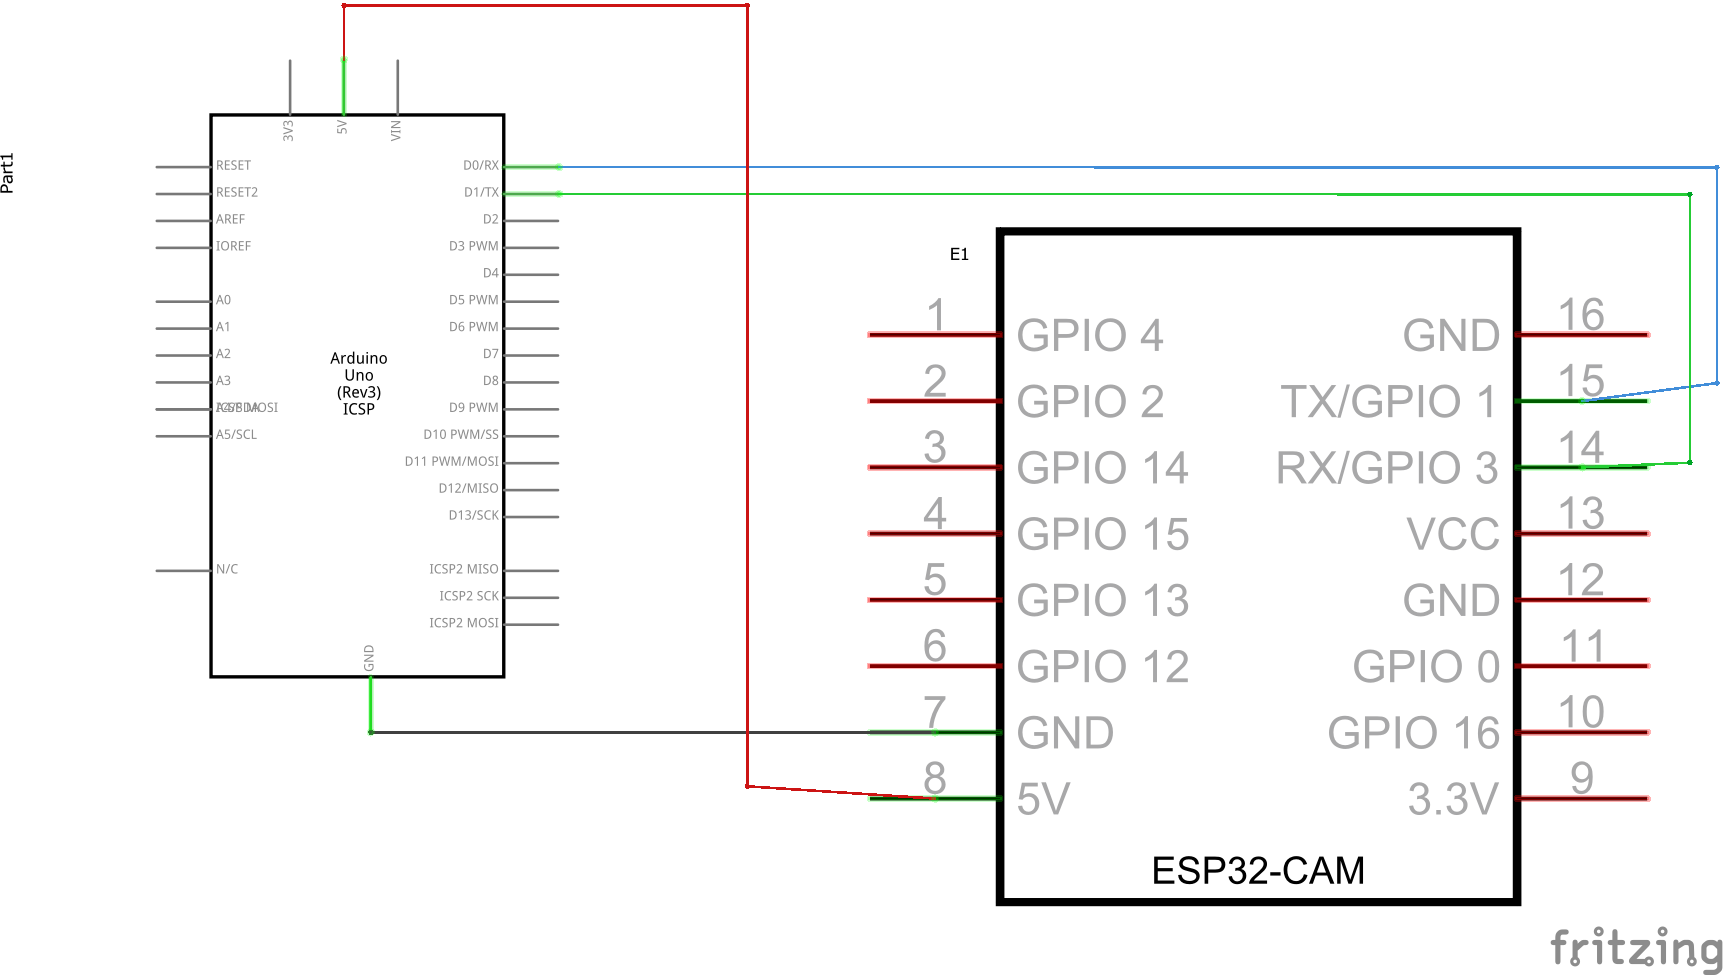 Part1
3V3
5V
VIN
RESET
RESET2
AREF
IOREF
A0
A1
A2
A3
A5/SCL
N/C
Arduino
Uno
(Rev3)
ICSP
D0/RX
D1/TX
D2
D3 PWM
D4
D5 PWM
D6 PWM
D7
D8
D9 PWM
D10 PWM/SS
D11 PWM/MOSI
D12/MISO
D13/SCK
ICSP2 MISO
ICSP2 SCK
ICSP2 MOSI
GND
E1
1 GPIO 4
2 GPIO 2
3 GPIO 14
4 GPIO 15
5 GPIO 13
6 GPIO 12
7 GND
8 5V
GND 16
TX/GPIO 1 15
RX/GPIO 3 14
VCC 13
GND 12
GPIO 0 11
GPIO 16 10
3.3V 9
ESP32-CAM
fritzing